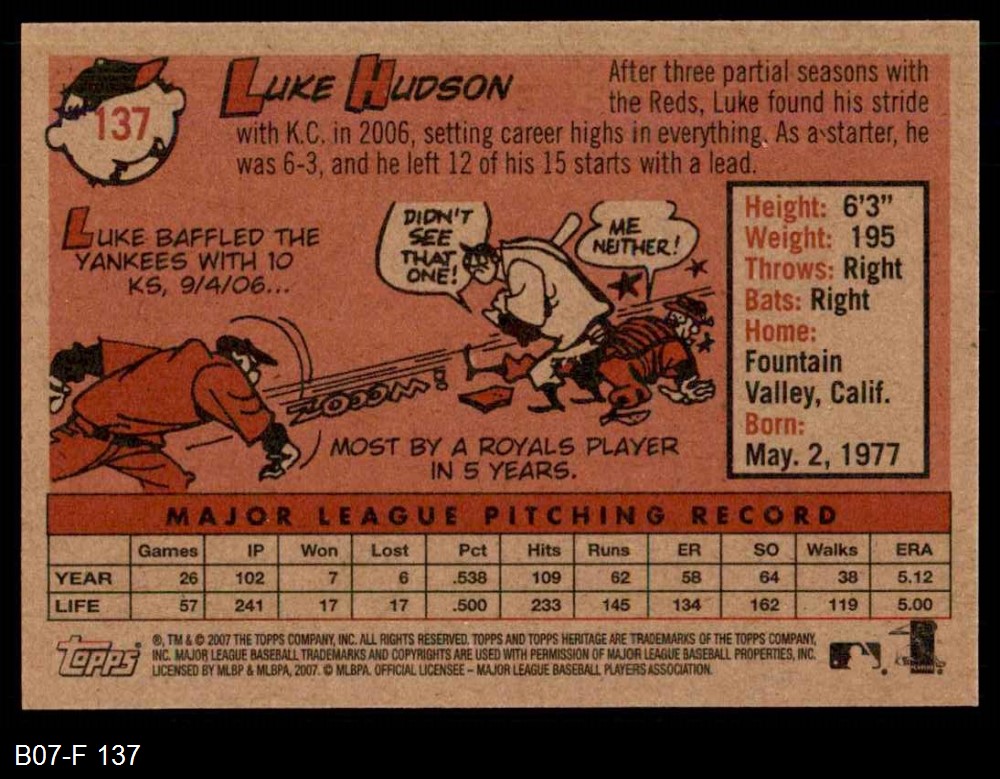 137
LUKE HUDSON
After three partial seasons with
the Reds, Luke found his stride
with K.C. in 2006, setting career highs in everything. As a starter, he
was 6-3, and he left 12 of his 15 starts with a lead.
LUKE BAFFLED THE
YANKEES WITH 10
KS, 9/4/06...
DIDN'T
SEE
THAT
ONE!
ME
NEITHER!
ZOOOM!
MOST BY A ROYALS PLAYER
IN 5 YEARS.
Height: 6'3"
Weight: 195
Throws: Right
Bats: Right
Home:
Fountain
Valley, Calif.
Born:
May. 2, 1977
MAJOR LEAGUE PITCHING RECORD
Games IP Won Lost Pct Hits Runs ER SO Walks ERA
YEAR 26 102 7 6 .538 109 62 58 64 38 5.12
LIFE 57 241 17 17 .500 233 145 134 162 119 5.00
TOPPS
®, TM & © 2007 THE TOPPS COMPANY, INC. ALL RIGHTS RESERVED. TOPPS AND TOPPS HERITAGE ARE TRADEMARKS OF THE TOPPS COMPANY,
INC. MAJOR LEAGUE BASEBALL TRADEMARKS AND COPYRIGHTS ARE USED WITH PERMISSION OF MAJOR LEAGUE BASEBALL PROPERTIES, INC.
LICENSED BY MLBP & MLBPA, 2007. © MLBPA. OFFICIAL LICENSEE – MAJOR LEAGUE BASEBALL PLAYERS ASSOCIATION.
B07-F 137